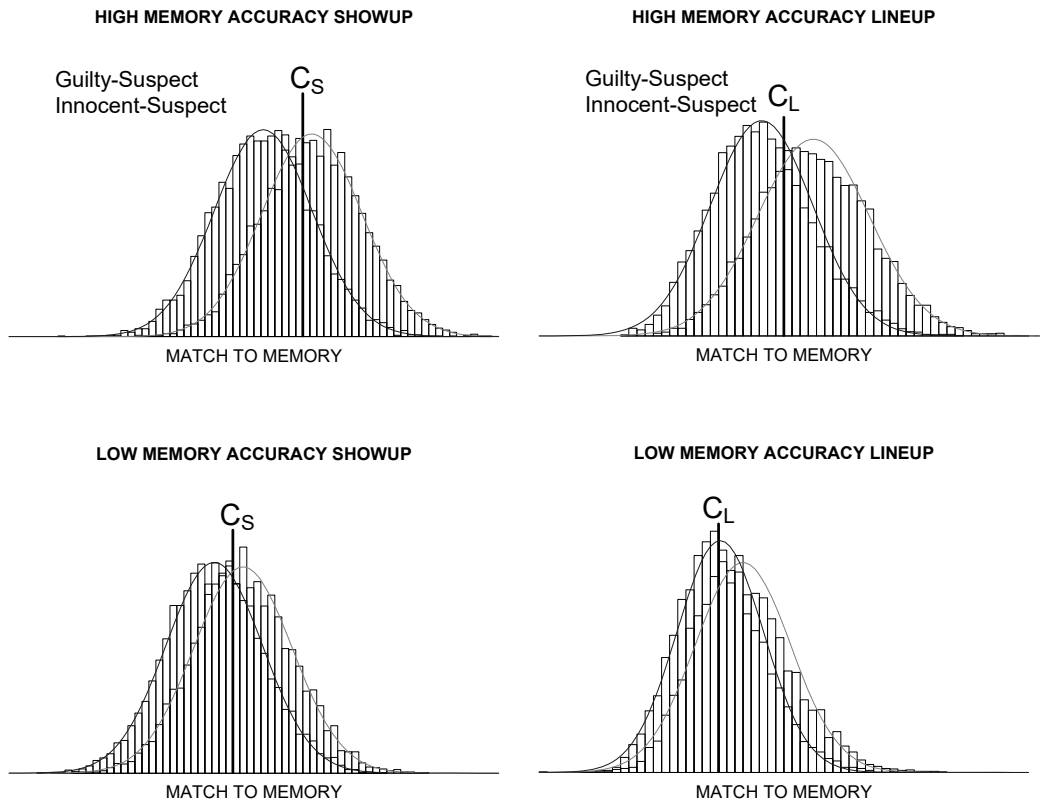 HIGH MEMORY ACCURACY SHOWUP
Guilty-Suspect
Innocent-Suspect
CS
MATCH TO MEMORY
HIGH MEMORY ACCURACY LINEUP
Guilty-Suspect
Innocent-Suspect
CL
MATCH TO MEMORY
LOW MEMORY ACCURACY SHOWUP
CS
MATCH TO MEMORY
LOW MEMORY ACCURACY LINEUP
CL
MATCH TO MEMORY